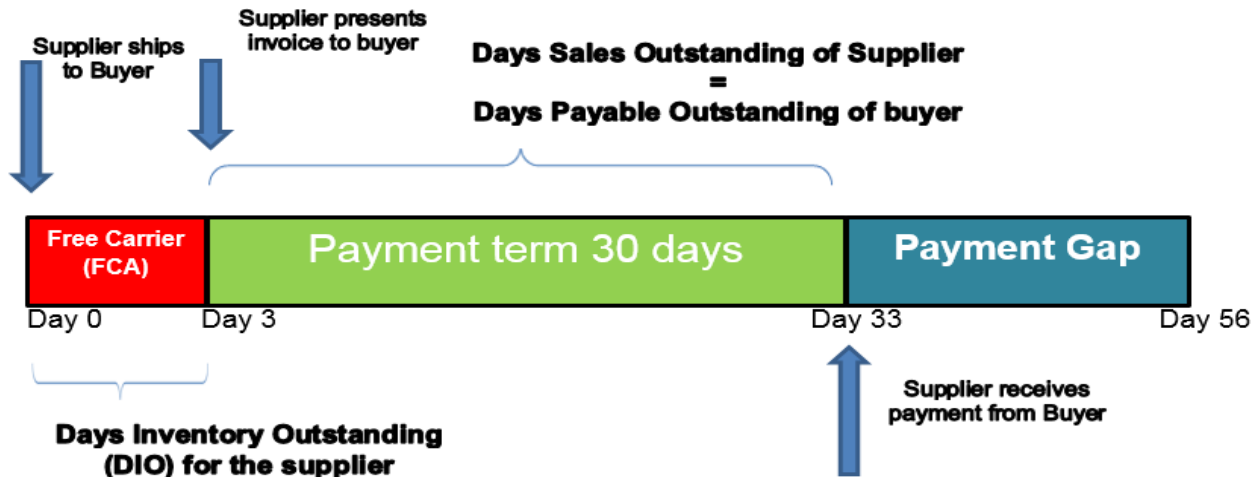 Supplier ships
to Buyer
Supplier presents
invoice to buyer
Days Sales Outstanding of Supplier
=
Days Payable Outstanding of buyer
Free Carrier
(FCA)
Payment term 30 days
Payment Gap
Day 0
Day 3
Day 33
Day 56
Days Inventory Outstanding
(DIO) for the supplier
Supplier receives
payment from Buyer